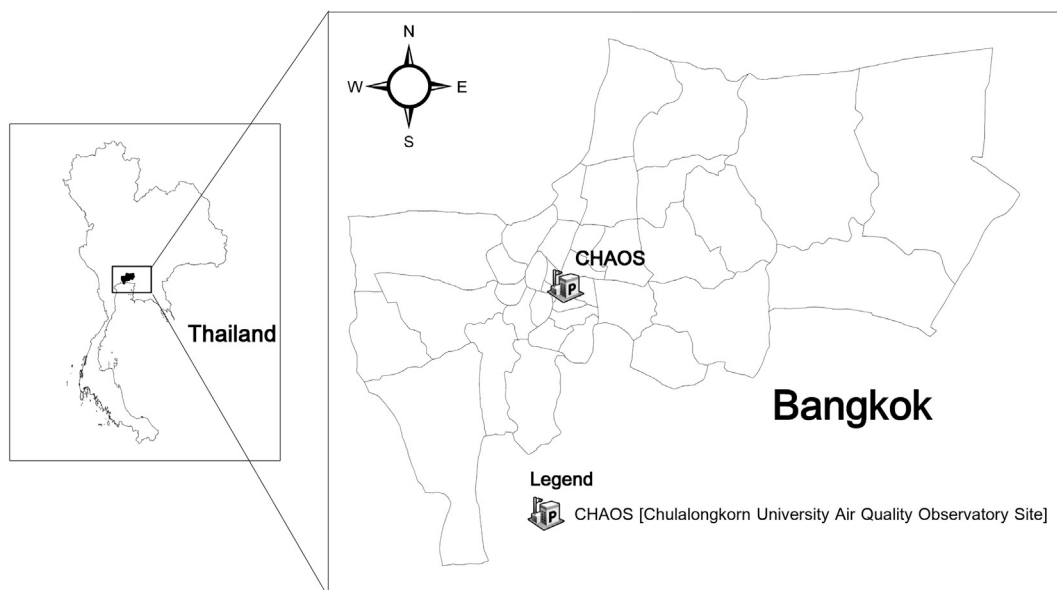 N
W E
S
Thailand
CHAOS
P
Bangkok
Legend
P
CHAOS [Chulalongkorn University Air Quality Observatory Site]